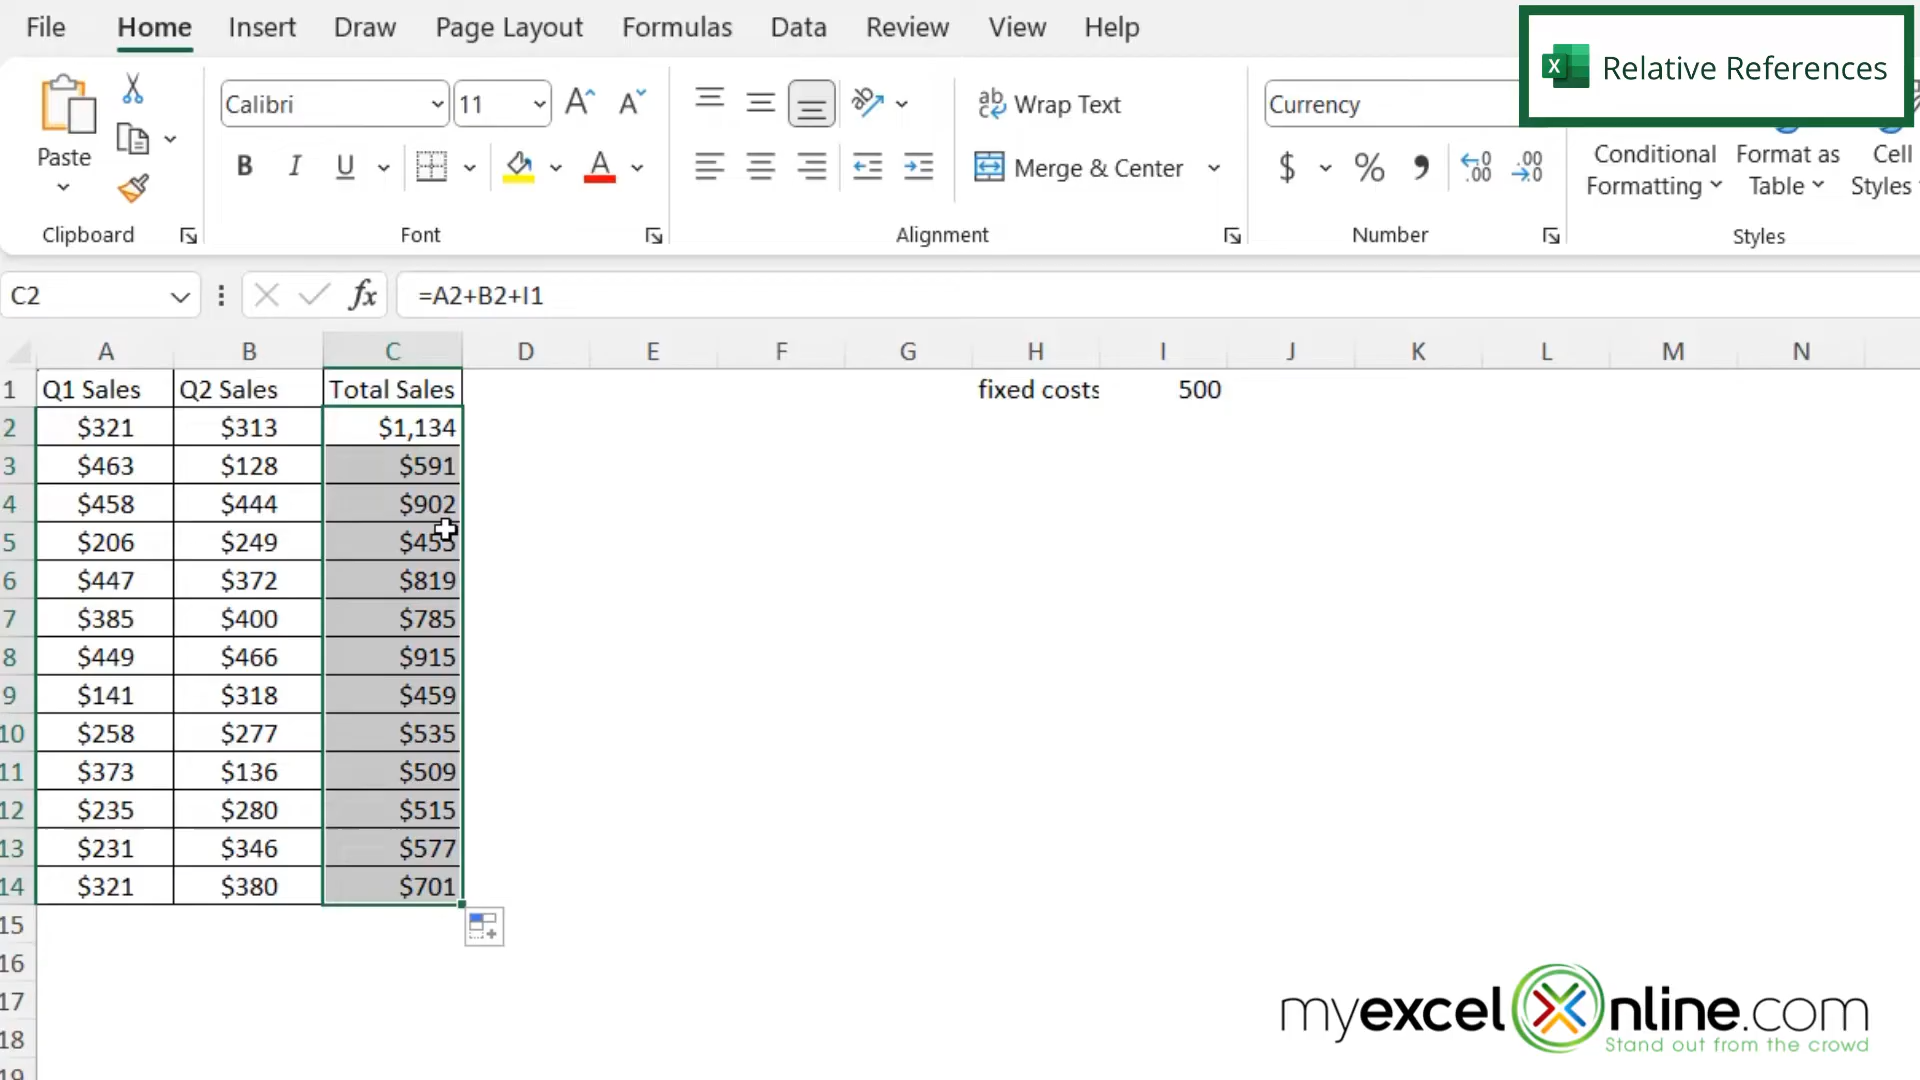 File Home Insert Draw Page Layout Formulas Data Review View Help
Relative References
Calibri 11 Wrap Text Currency
Paste B I U A Merge & Center $ % Conditional Formatting Format as Table Cell Styles
Clipboard Font Alignment Number Styles
C2 fx =A2+B2+I1
A B C D E F G H I J K L M N
1 Q1 Sales Q2 Sales Total Sales fixed costs 500
2 $321 $313 $1,134
3 $463 $128 $591
4 $458 $444 $902
5 $206 $249 $455
6 $447 $372 $819
7 $385 $400 $785
8 $449 $466 $915
9 $141 $318 $459
10 $258 $277 $535
11 $373 $136 $509
12 $235 $280 $515
13 $231 $346 $577
14 $321 $380 $701
15
16
17
18
19
myexcelOnline.com
Stand out from the crowd